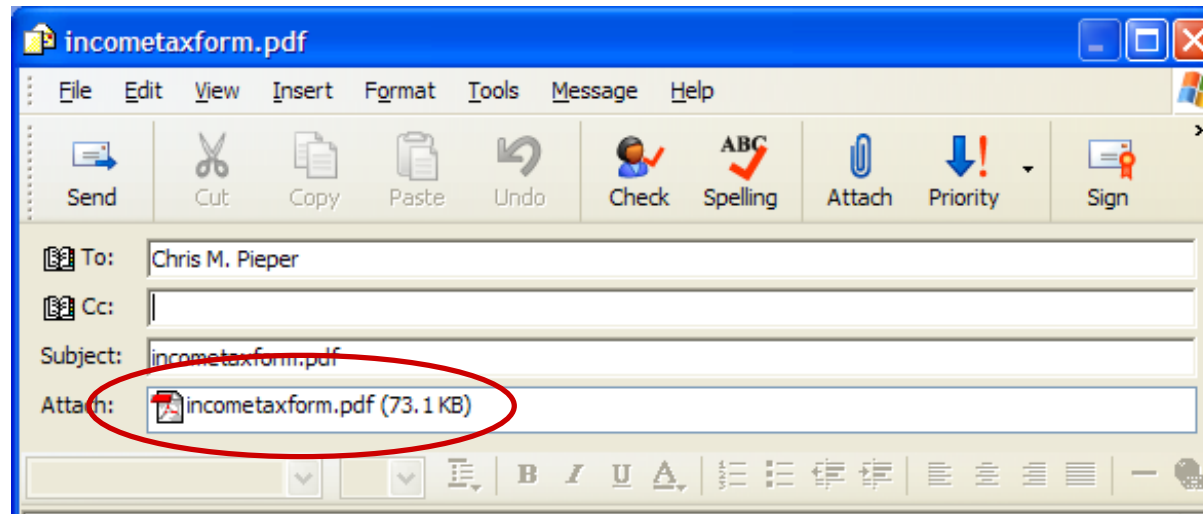 incometaxform.pdf
File Edit View Insert Format Tools Message Help
ABC
Send Cut Copy Paste Undo Check Spelling Attach Priority Sign
To: Chris M. Pieper
Cc:
Subject: incometaxform.pdf
Attach: incometaxform.pdf (73.1 KB)
B I U A